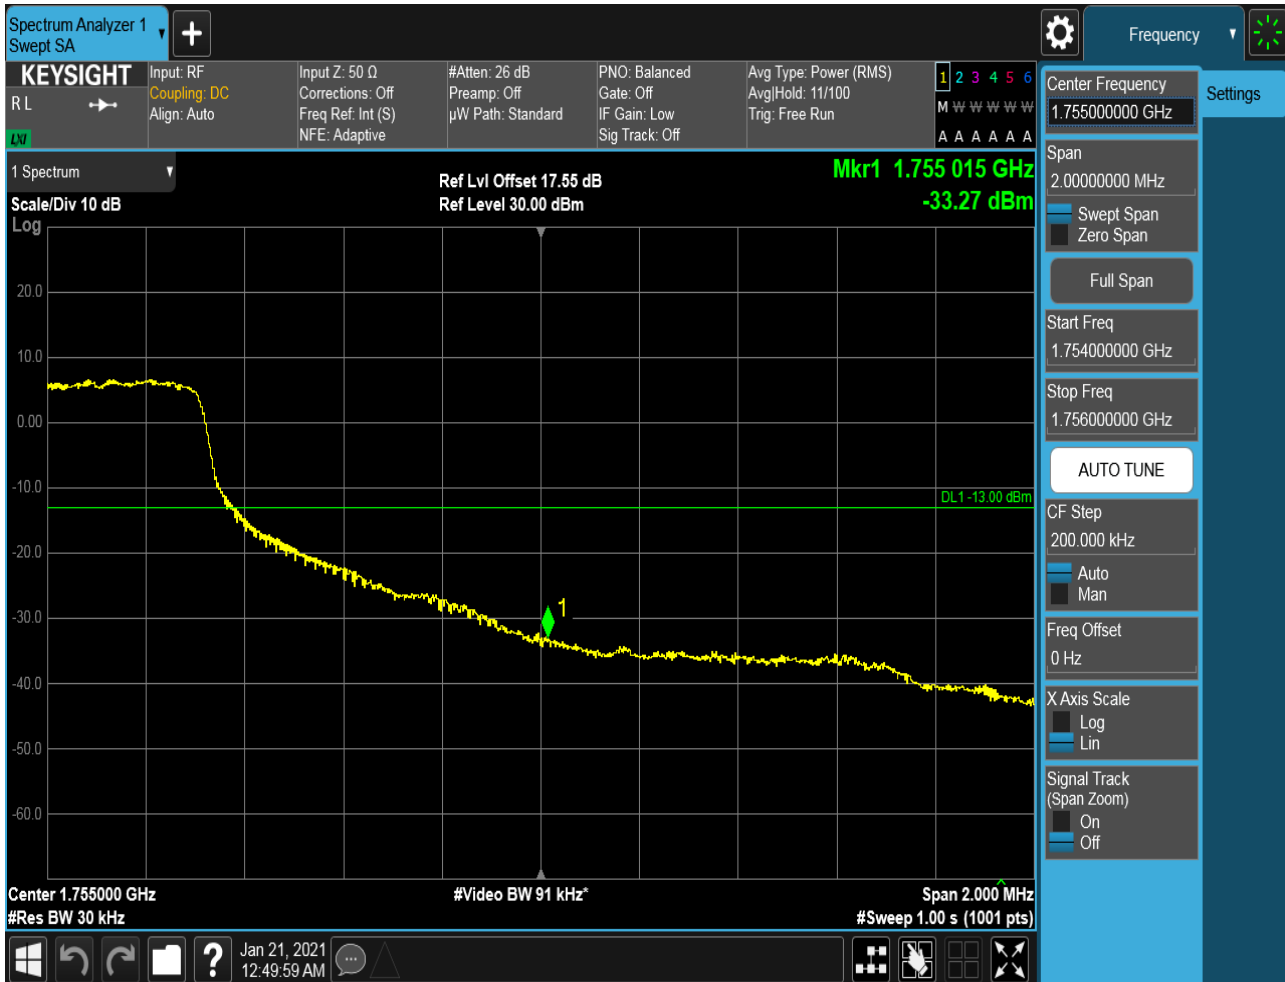 Spectrum Analyzer 1
Swept SA
Frequency
KEYSIGHT
R L
LXI
Input: RF
Coupling: DC
Align: Auto
Input Z: 50 Ω
Corrections: Off
Freq Ref: Int (S)
NFE: Adaptive
#Atten: 26 dB
Preamp: Off
µW Path: Standard
PNO: Balanced
Gate: Off
IF Gain: Low
Sig Track: Off
Avg Type: Power (RMS)
Avg|Hold: 11/100
Trig: Free Run
1 2 3 4 5 6
M W W W W W
A A A A A A
1 Spectrum
Scale/Div 10 dB
Log
Ref Lvl Offset 17.55 dB
Ref Level 30.00 dBm
Mkr1 1.755 015 GHz
-33.27 dBm
20.0
10.0
0.00
-10.0
DL1 -13.00 dBm
-20.0
-30.0
1
-40.0
-50.0
-60.0
Center 1.755000 GHz
#Video BW 91 kHz*
Span 2.000 MHz
#Res BW 30 kHz
#Sweep 1.00 s (1001 pts)
Jan 21, 2021
12:49:59 AM
Center Frequency
1.755000000 GHz
Settings
Span
2.00000000 MHz
Swept Span
Zero Span
Full Span
Start Freq
1.754000000 GHz
Stop Freq
1.756000000 GHz
AUTO TUNE
CF Step
200.000 kHz
Auto
Man
Freq Offset
0 Hz
X Axis Scale
Log
Lin
Signal Track
(Span Zoom)
On
Off